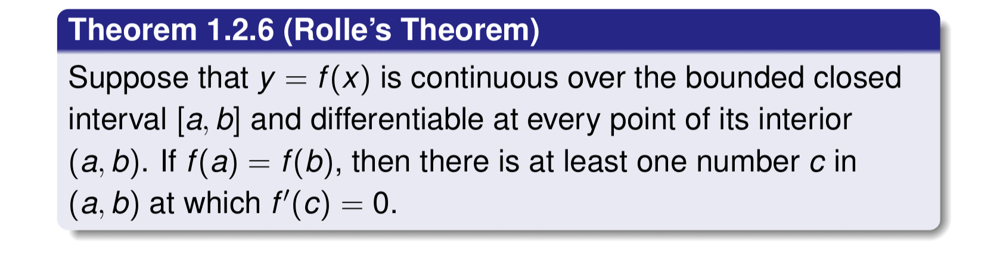 Theorem 1.2.6 (Rolle’s Theorem)
Suppose that y = f(x) is continuous over the bounded closed
interval [a, b] and differentiable at every point of its interior
(a, b). If f(a) = f(b), then there is at least one number c in
(a, b) at which f′(c) = 0.